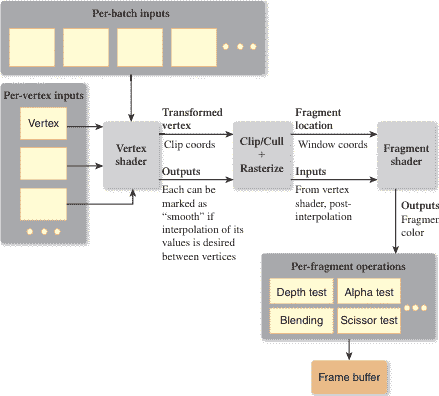 Per-batch inputs
Per-vertex inputs
Vertex
Vertex
shader
Transformed
vertex
Clip coords
Outputs
Each can be
marked as
“smooth” if
interpolation of its
values is desired
between vertices
Clip/Cull
+
Rasterize
Fragment
location
Window coords
Inputs
From vertex
shader, post-
interpolation
Fragment
shader
Outputs
Fragment
color
Per-fragment operations
Depth test
Alpha test
Blending
Scissor test
Frame buffer